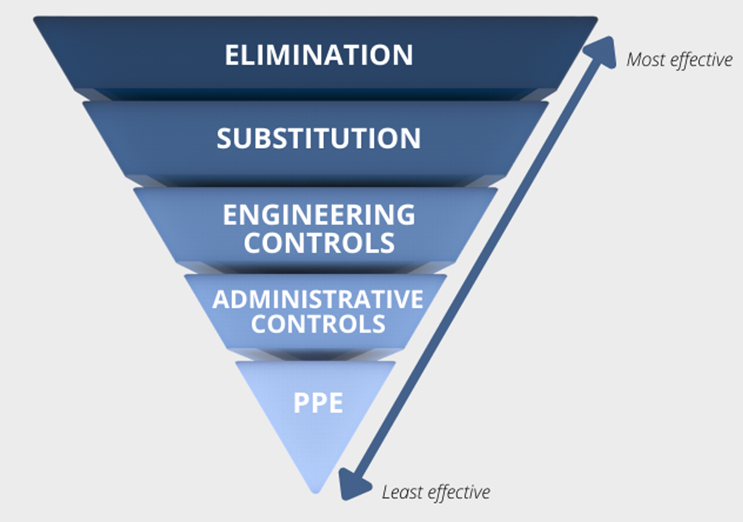 ELIMINATION
Most effective
SUBSTITUTION
ENGINEERING
CONTROLS
ADMINISTRATIVE
CONTROLS
PPE
Least effective